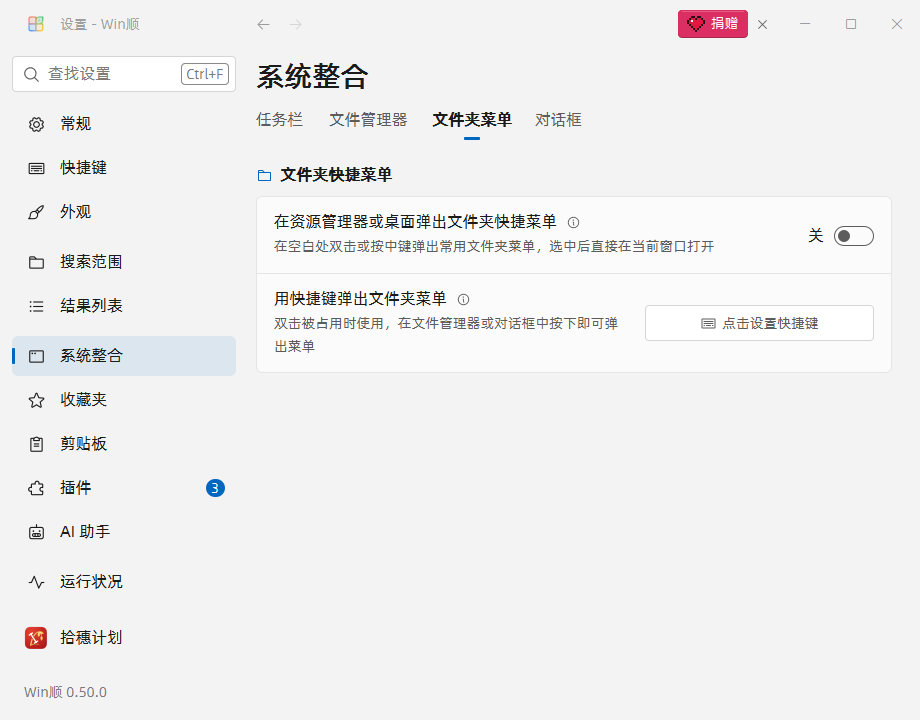 设置 - Win顺
捐赠
查找设置 Ctrl+F
常规
快捷键
外观
搜索范围
结果列表
系统整合
收藏夹
剪贴板
插件 3
AI 助手
运行状况
拾穗计划
Win顺 0.50.0
系统整合
任务栏 文件管理器 文件夹菜单 对话框
文件夹快捷菜单
在资源管理器或桌面弹出文件夹快捷菜单
在空白处双击或按中键弹出常用文件夹菜单，选中后直接在当前窗口打开
关
用快捷键弹出文件夹菜单
双击被占用时使用，在文件管理器或对话框中按下即可弹
出菜单
点击设置快捷键